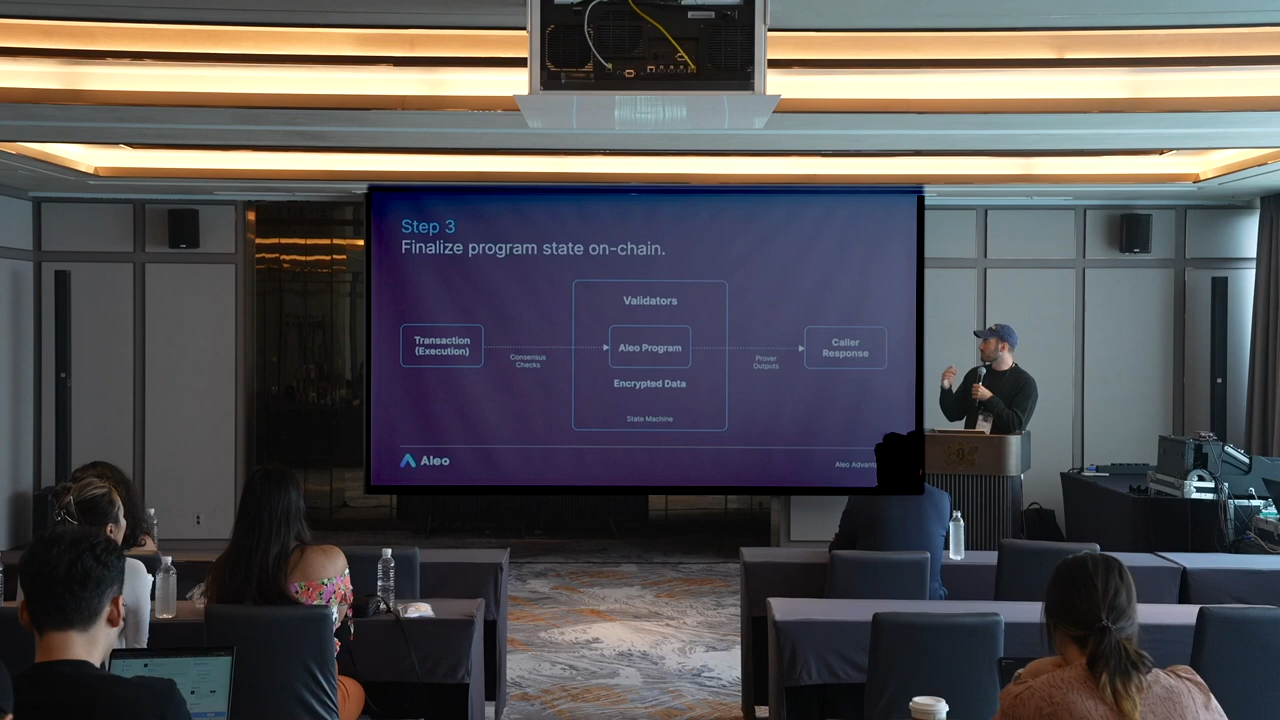 Step 3
Finalize program state on-chain.
Validators
Transaction
(Execution)
Consensus
Checks
Aleo Program
Prover
Outputs
Caller
Response
Encrypted Data
State Machine
Aleo
Aleo